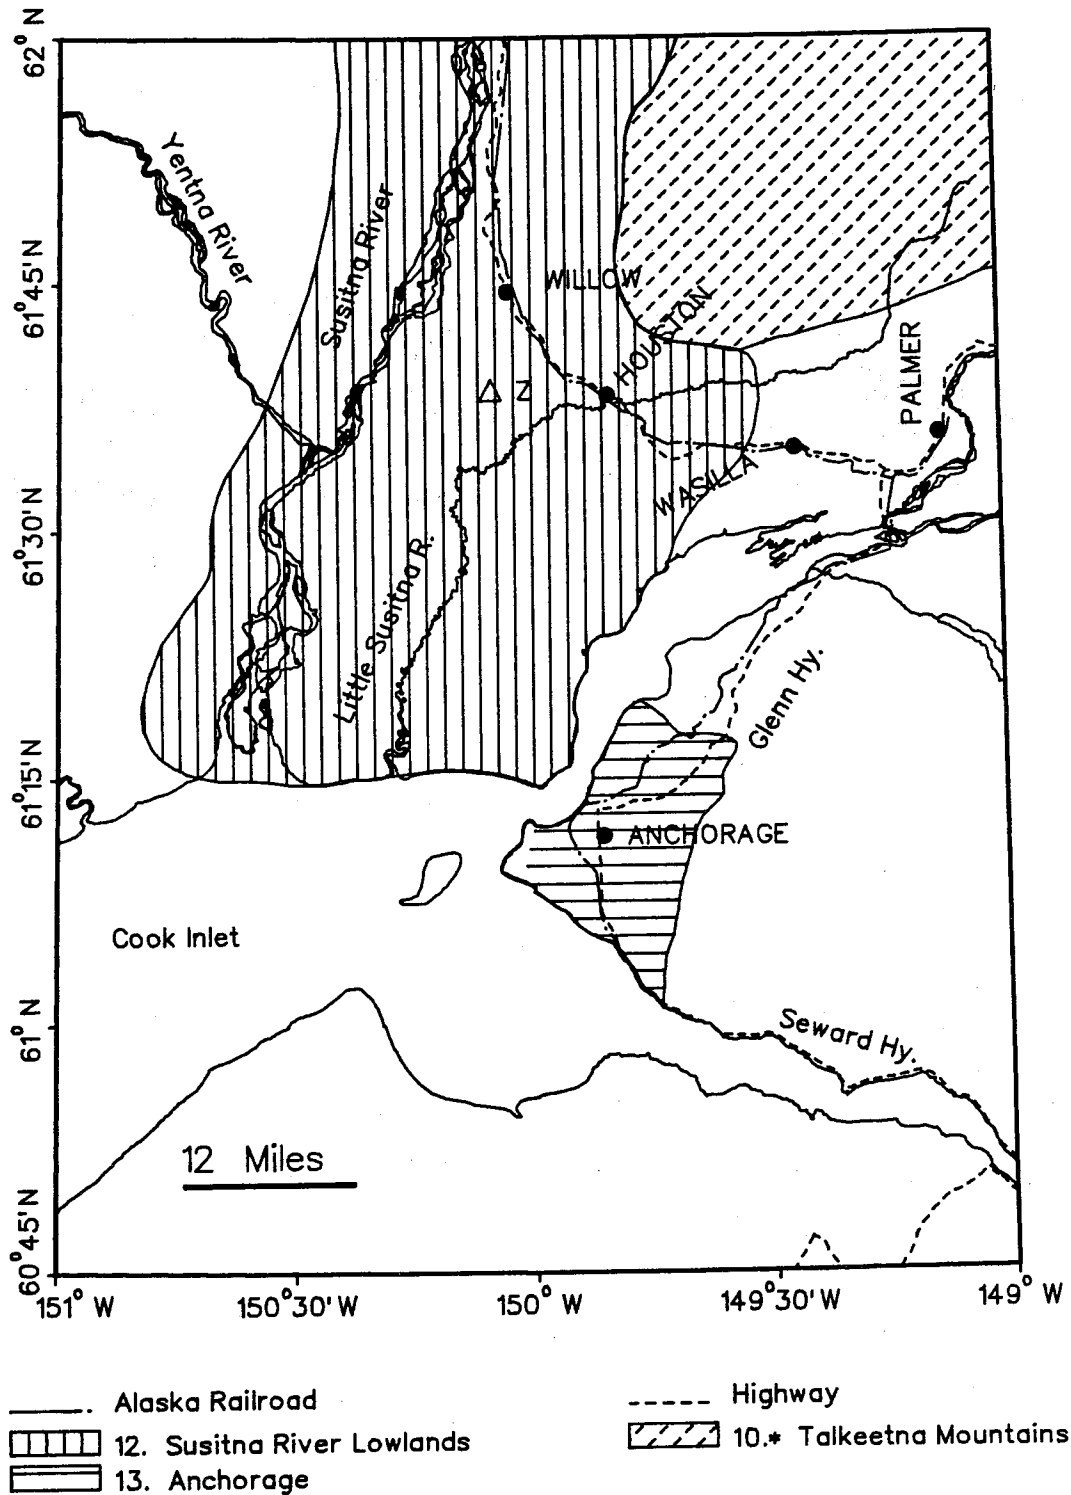 62° N
61° 45' N
61° 30' N
61° 15' N
61° N
60° 45' N
151° W
150° 30' W
150° W
149° 30' W
149° W
Yentna River
Susitna River
WILLOW
HOUSTON
PALMER
Z
WASILLA
Little Susitna R.
Glenn Hy.
ANCHORAGE
Cook Inlet
Seward Hy.
12 Miles
Alaska Railroad
Highway
12. Susitna River Lowlands
10.* Talkeetna Mountains
13. Anchorage